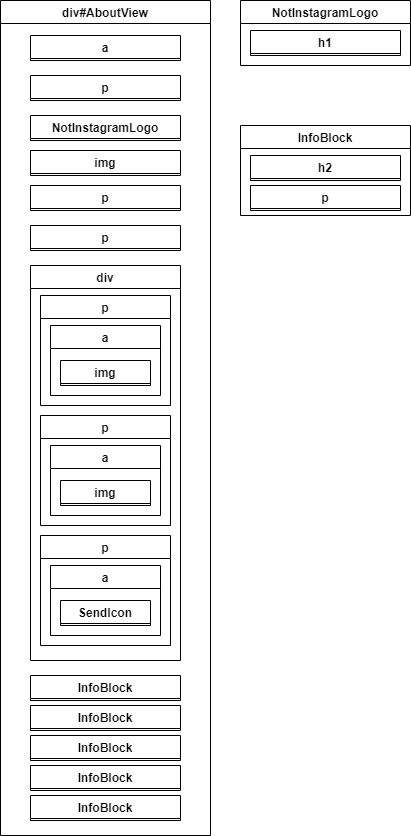 div#AboutView
a
p
NotInstagramLogo
img
p
p
div
p
a
img
p
a
img
p
a
SendIcon
InfoBlock
InfoBlock
InfoBlock
InfoBlock
InfoBlock
NotInstagramLogo
h1
InfoBlock
h2
p